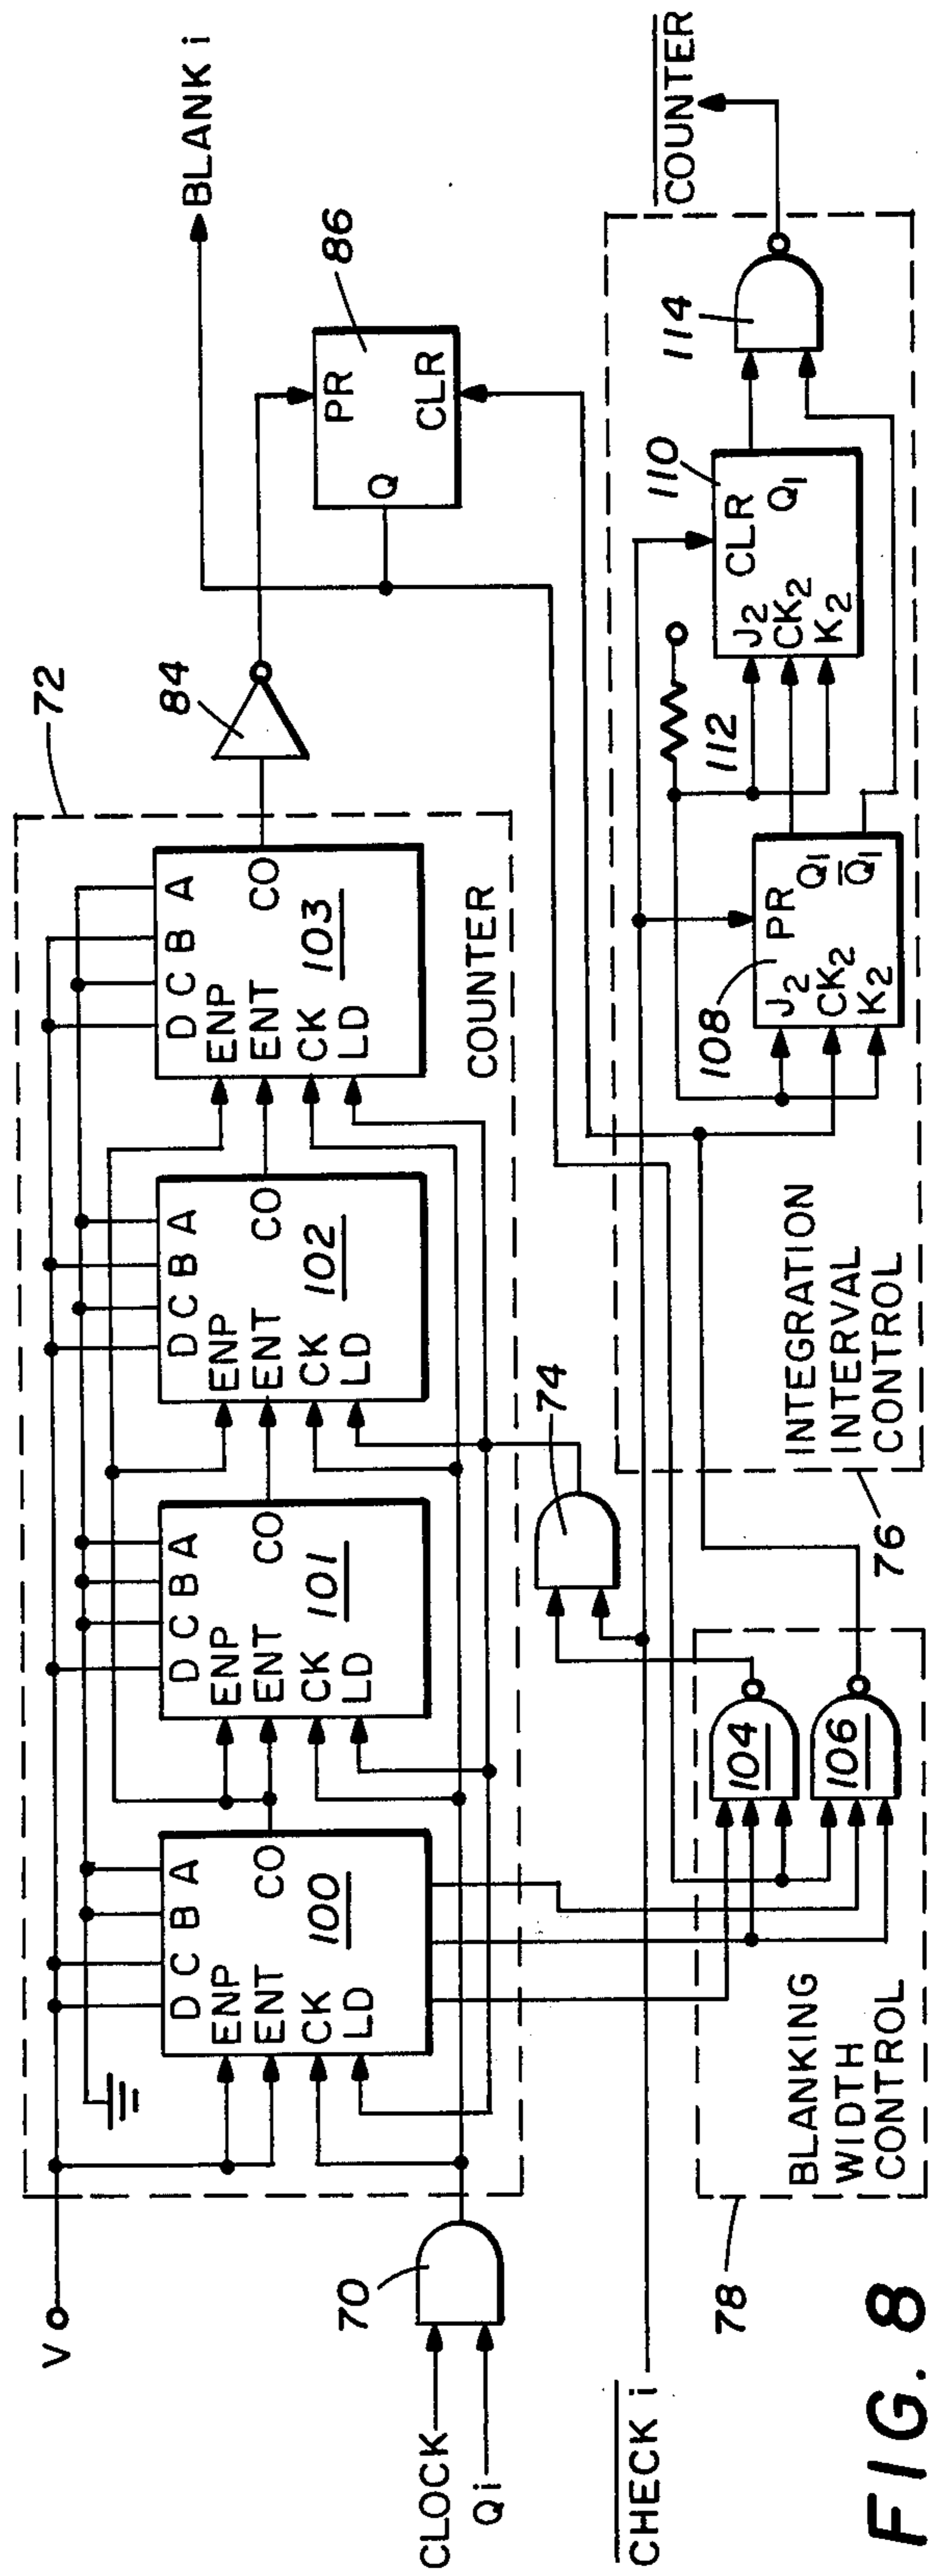 V
72
D C B A
ENP
ENT
CK
LD
CO
100
D C B A
ENP
ENT
CK
LD
CO
101
D C B A
ENP
ENT
CK
LD
CO
102
D C B A
ENP
ENT
CK
LD
CO
103
COUNTER
84
BLANK i
86
PR
Q
CLR
CLOCK
Qi
70
74
CHECK i
78
BLANKING
WIDTH
CONTROL
104
106
76
INTEGRATION
INTERVAL
CONTROL
108
J2
CK2
K2
PR
Q1
Q̅1
112
110
J2
CK2
K2
CLR
Q1
114
COUNTER
FIG. 8